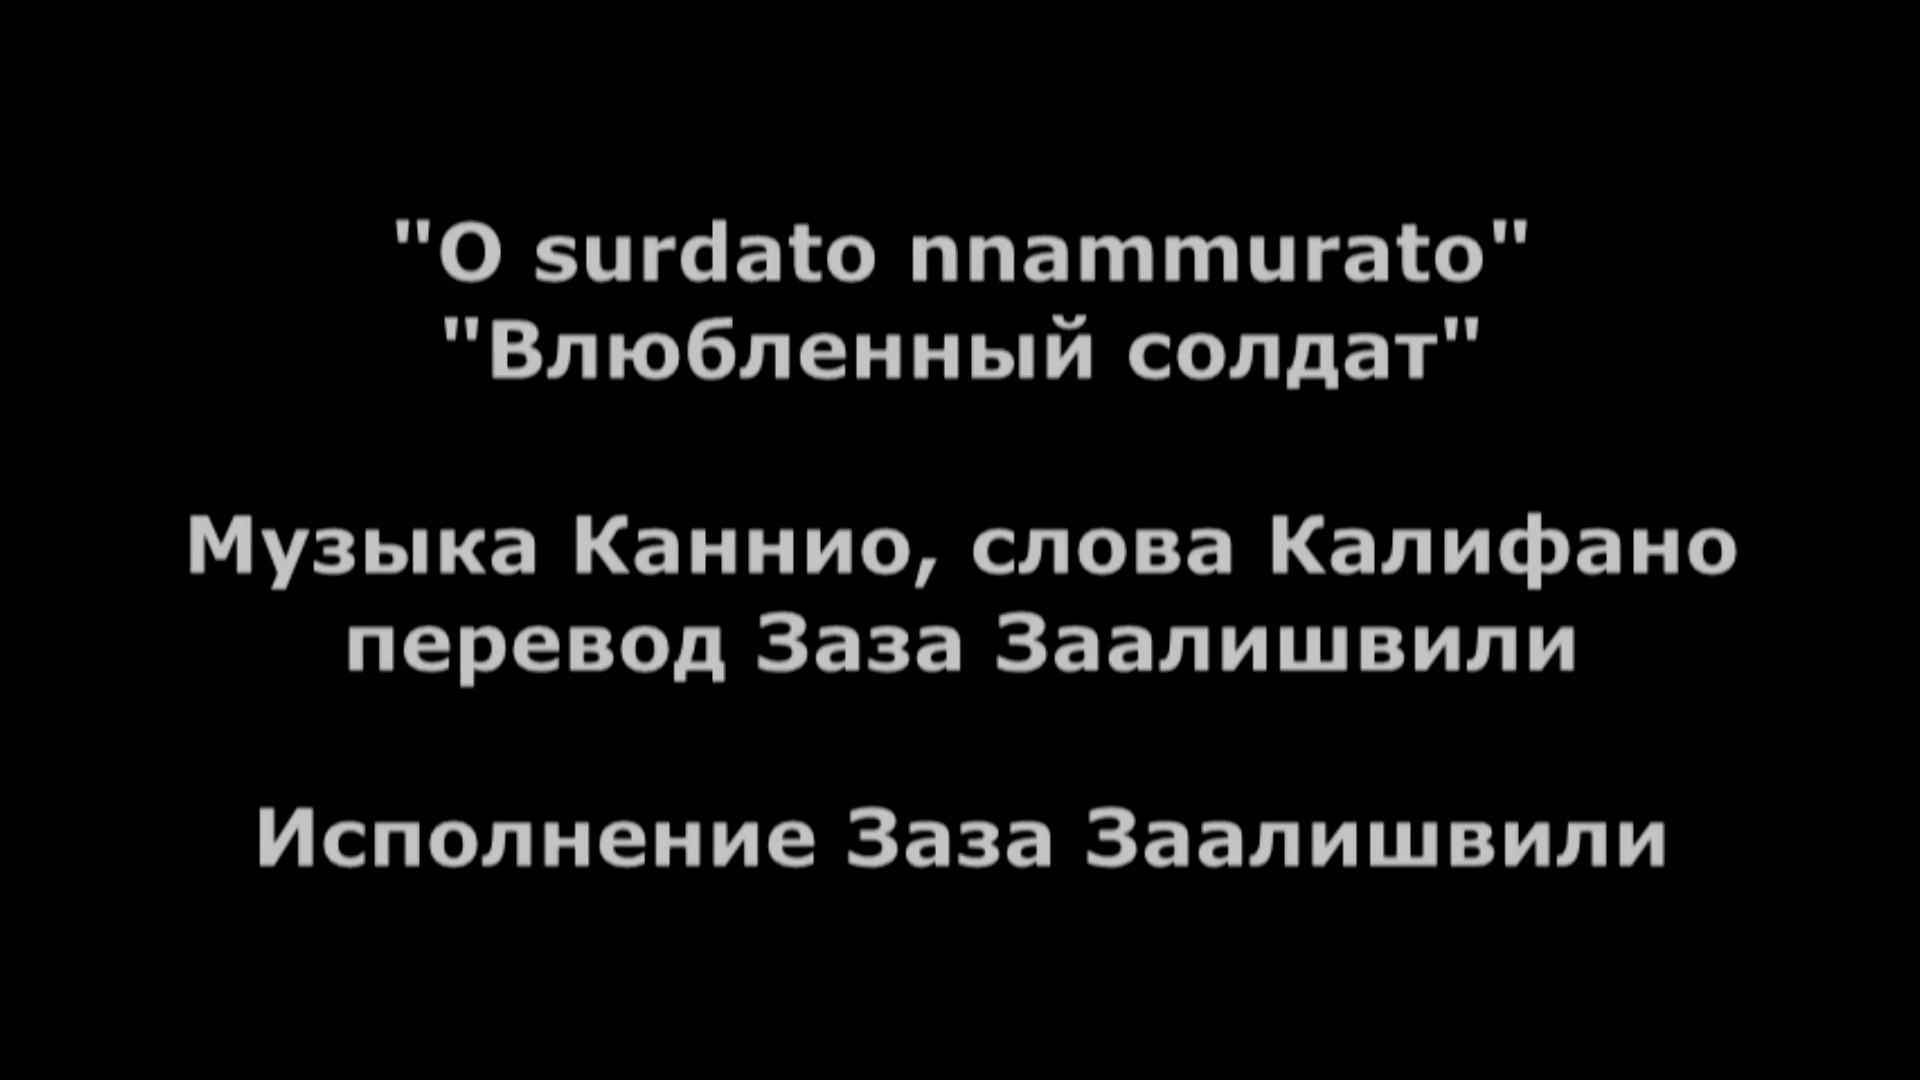 "O surdato nnammurato"
"Влюбленный солдат"
Музыка Каннио, слова Калифано
перевод Заза Заалишвили
Исполнение Заза Заалишвили